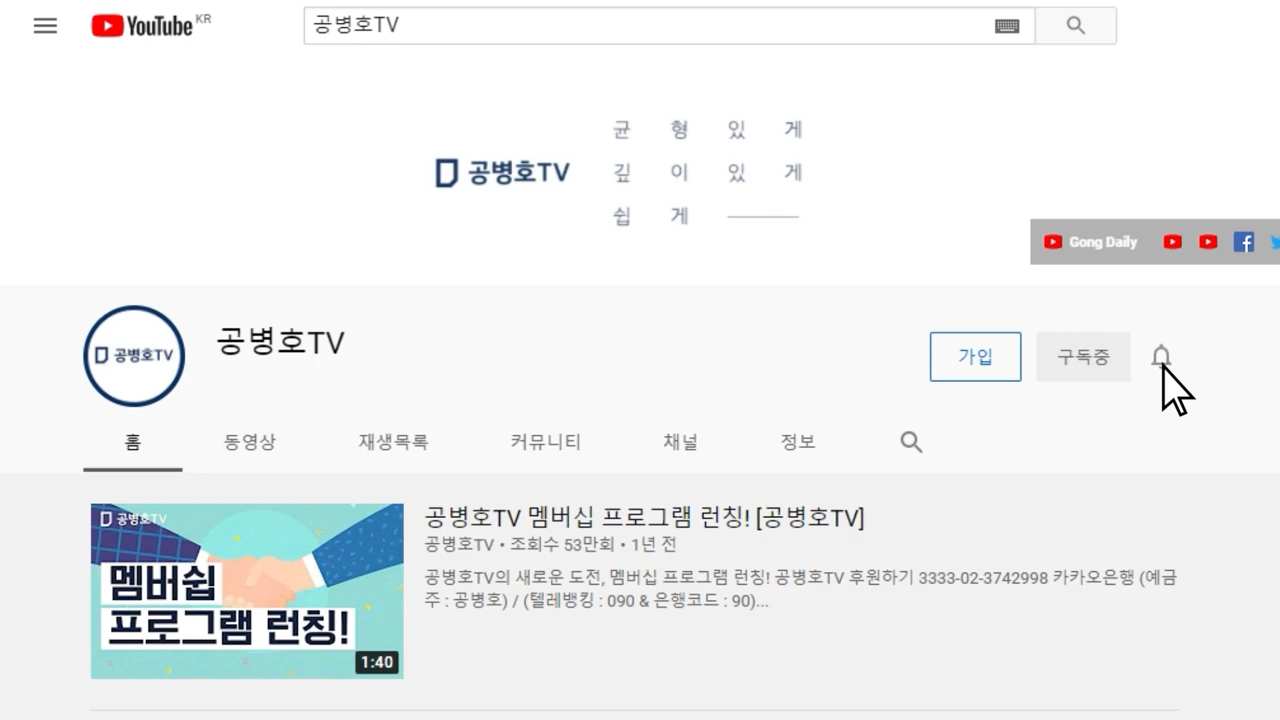 YouTube KR
공병호TV
균형있게
공병호TV 깊이있게
쉽게
Gong Daily
공병호TV
공병호TV
가입
구독중
홈 동영상 재생목록 커뮤니티 채널 정보
공병호TV
멤버쉽
프로그램 런칭!
1:40
공병호TV 멤버십 프로그램 런칭! [공병호TV]
공병호TV • 조회수 53만회 • 1년 전
공병호TV의 새로운 도전, 멤버십 프로그램 런칭! 공병호TV 후원하기 3333-02-3742998 카카오은행 (예금
주 : 공병호) / (텔레뱅킹 : 090 & 은행코드 : 90)...